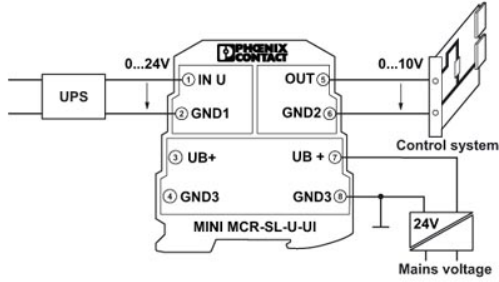 PHŒNIX
CONTACT
0...24V
① IN U
OUT ⑤
0...10V
UPS
② GND1
GND2 ⑥
Control system
③ UB+
UB + ⑦
④ GND3
GND3 ⑧
24V
MINI MCR-SL-U-UI
Mains voltage